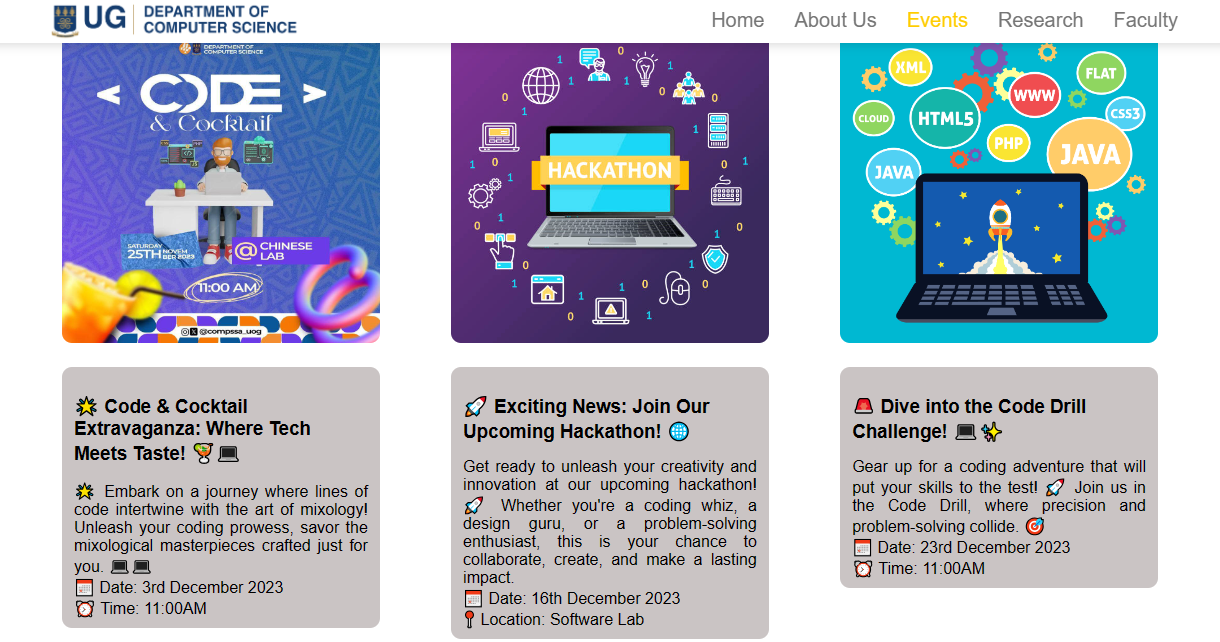 UG DEPARTMENT OF
COMPUTER SCIENCE
Home About Us Events Research Faculty
DEPARTMENT OF
COMPUTER SCIENCE
< CODE >
& Cocktail
SATURDAY
25TH NOVEM
BER 2023
@ CHINESE
LAB
11:00 AM
@compssa_uog
HACKATHON
XML
FLAT
WWW
CLOUD
HTML5
CSS3
PHP
JAVA
JAVA
🌟 Code & Cocktail
Extravaganza: Where Tech
Meets Taste! 🍹💻
🌟 Embark on a journey where lines of
code intertwine with the art of mixology!
Unleash your coding prowess, savor the
mixological masterpieces crafted just for
you. 💻💻
📅 Date: 3rd December 2023
⏰ Time: 11:00AM
🚀 Exciting News: Join Our
Upcoming Hackathon! 🌐
Get ready to unleash your creativity and
innovation at our upcoming hackathon!
🚀 Whether you're a coding whiz, a
design guru, or a problem-solving
enthusiast, this is your chance to
collaborate, create, and make a lasting
impact.
📅 Date: 16th December 2023
📍 Location: Software Lab
🚨 Dive into the Code Drill
Challenge! 💻✨
Gear up for a coding adventure that will
put your skills to the test! 🚀 Join us in
the Code Drill, where precision and
problem-solving collide. 🎯
📅 Date: 23rd December 2023
⏰ Time: 11:00AM